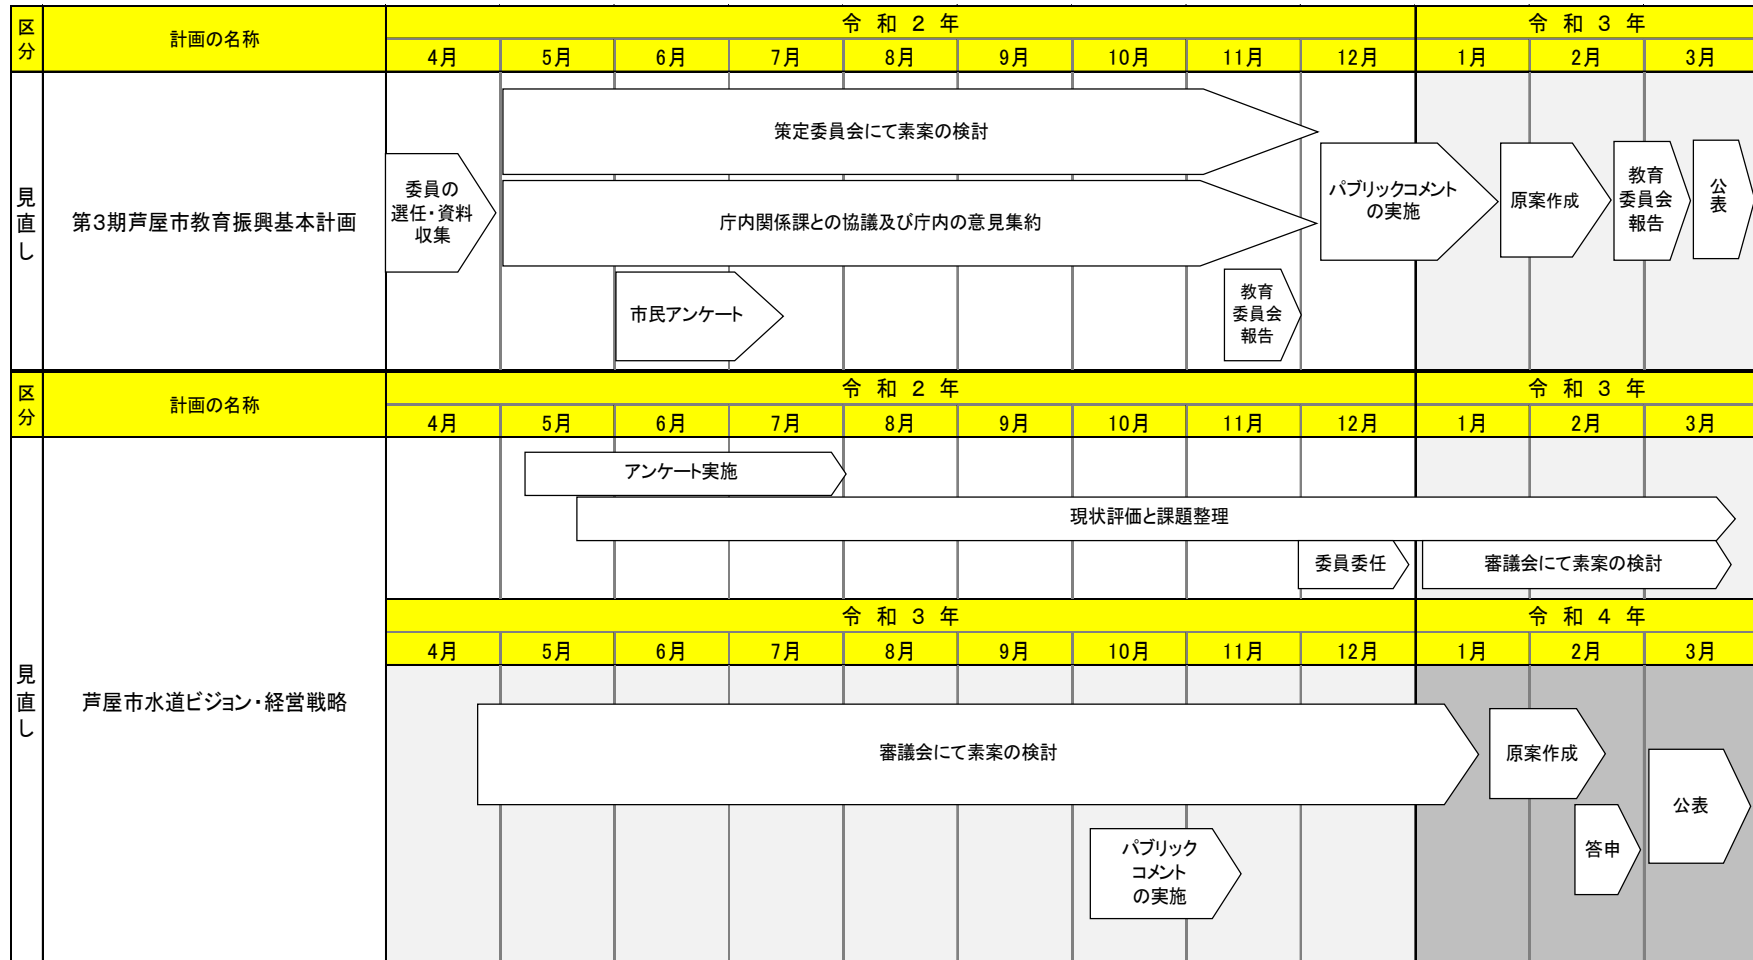 区分
計画の名称
令和2年
令和3年
4月 5月 6月 7月 8月 9月 10月 11月 12月 1月 2月 3月
見直し
第3期芦屋市教育振興基本計画
委員の
選任・資料
収集
策定委員会にて素案の検討
庁内関係課との協議及び庁内の意見集約
市民アンケート
教育
委員会
報告
パブリックコメント
の実施
原案作成
教育
委員会
報告
公表
区分
計画の名称
令和2年
令和3年
4月 5月 6月 7月 8月 9月 10月 11月 12月 1月 2月 3月
見直し
芦屋市水道ビジョン・経営戦略
アンケート実施
現状評価と課題整理
委員委任
審議会にて素案の検討
令和3年
令和4年
4月 5月 6月 7月 8月 9月 10月 11月 12月 1月 2月 3月
審議会にて素案の検討
パブリック
コメント
の実施
原案作成
答申
公表